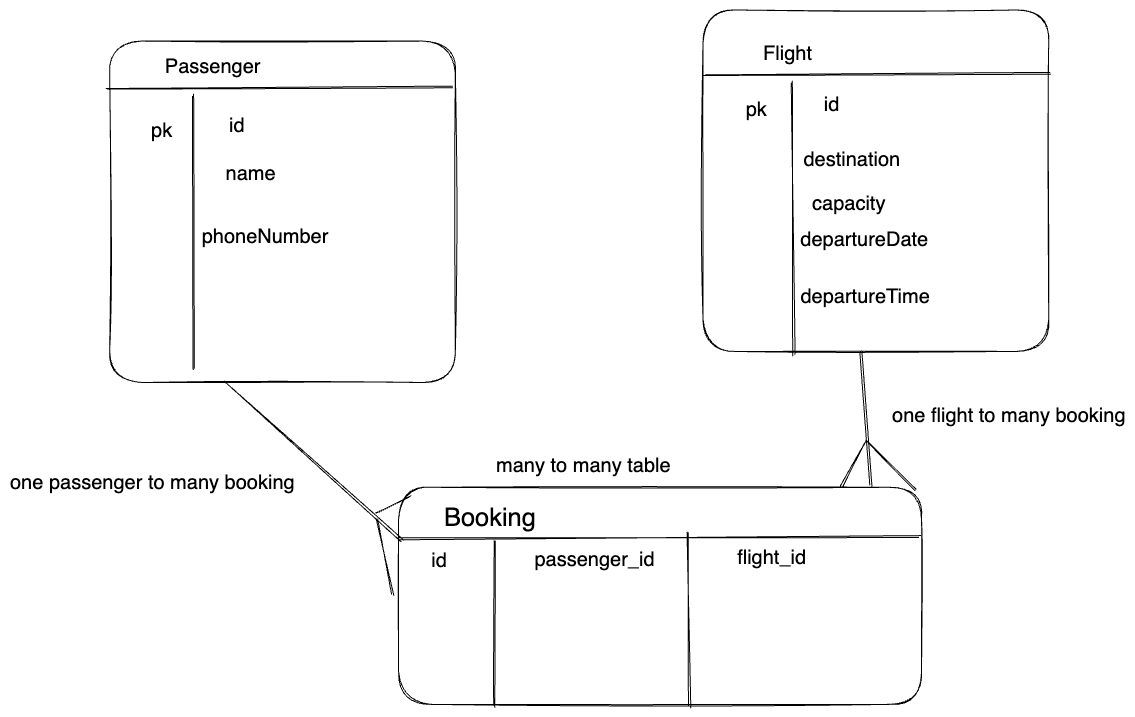 Passenger
pk
id
name
phoneNumber
Flight
pk
id
destination
capacity
departureDate
departureTime
one passenger to many booking
one flight to many booking
many to many table
Booking
id
passenger_id
flight_id